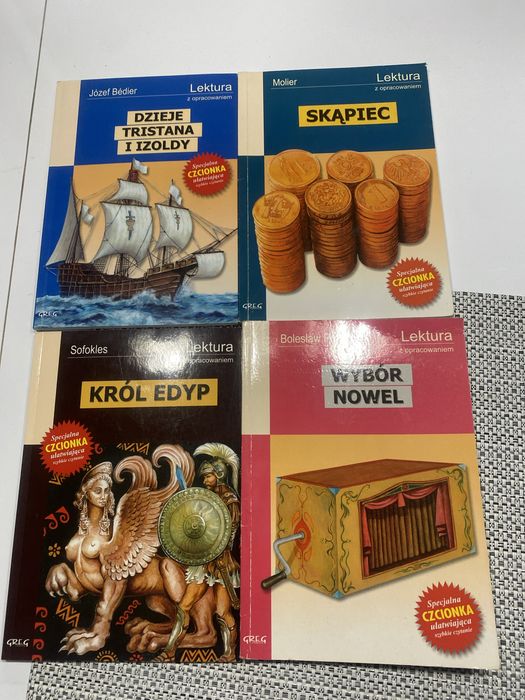 Józef Bédier
Lektura
z opracowaniem
DZIEJE
TRISTANA
I IZOLDY
Specjalna
CZCIONKA
ułatwiająca
szybkie czytanie
GREG
Molier
Lektura
z opracowaniem
SKĄPIEC
Specjalna
CZCIONKA
ułatwiająca
szybkie czytanie
GREG
Sofokles
Lektura
z opracowaniem
KRÓL EDYP
Specjalna
CZCIONKA
ułatwiająca
szybkie czytanie
GREG
Bolesław
Lektura
z opracowaniem
WYBÓR
NOWEL
Specjalna
CZCIONKA
ułatwiająca
szybkie czytanie
GREG